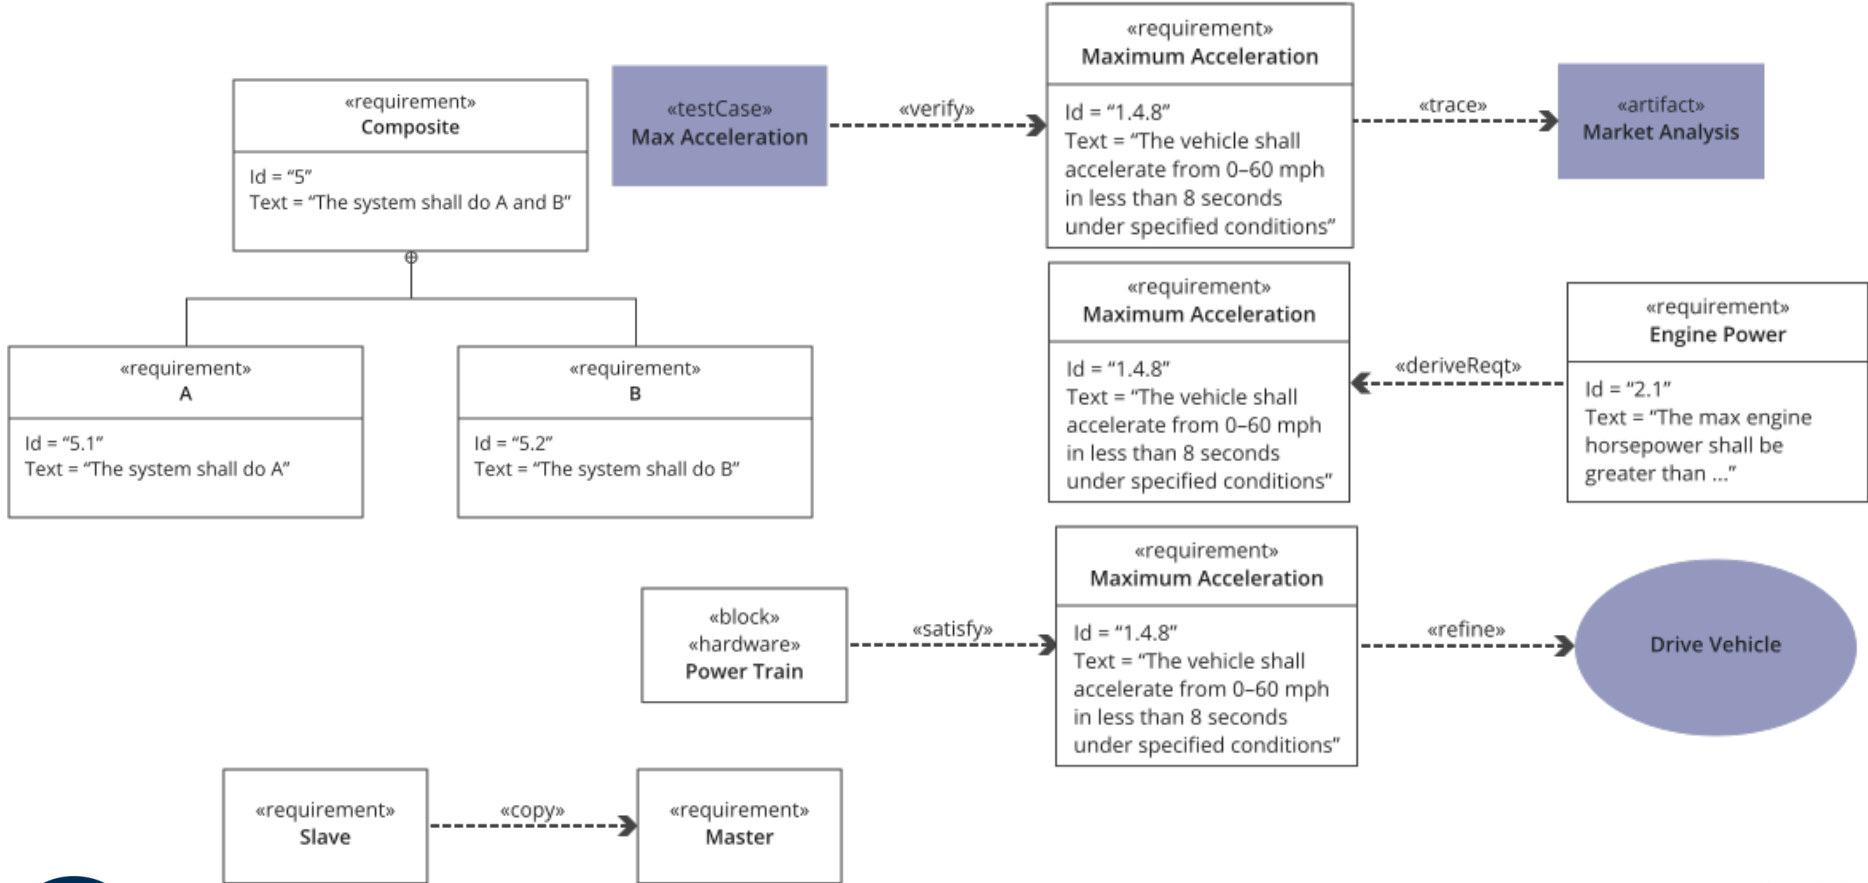 «requirement»
Composite
Id = “5”
Text = “The system shall do A and B”
«requirement»
A
Id = “5.1”
Text = “The system shall do A”
«requirement»
B
Id = “5.2”
Text = “The system shall do B”
«testCase»
Max Acceleration
«verify»
«requirement»
Maximum Acceleration
Id = “1.4.8”
Text = “The vehicle shall
accelerate from 0–60 mph
in less than 8 seconds
under specified conditions”
«trace»
«artifact»
Market Analysis
«requirement»
Maximum Acceleration
Id = “1.4.8”
Text = “The vehicle shall
accelerate from 0–60 mph
in less than 8 seconds
under specified conditions”
«deriveReqt»
«requirement»
Engine Power
Id = “2.1”
Text = “The max engine
horsepower shall be
greater than ...”
«block»
«hardware»
Power Train
«satisfy»
«requirement»
Maximum Acceleration
Id = “1.4.8”
Text = “The vehicle shall
accelerate from 0–60 mph
in less than 8 seconds
under specified conditions”
«refine»
Drive Vehicle
«requirement»
Slave
«copy»
«requirement»
Master